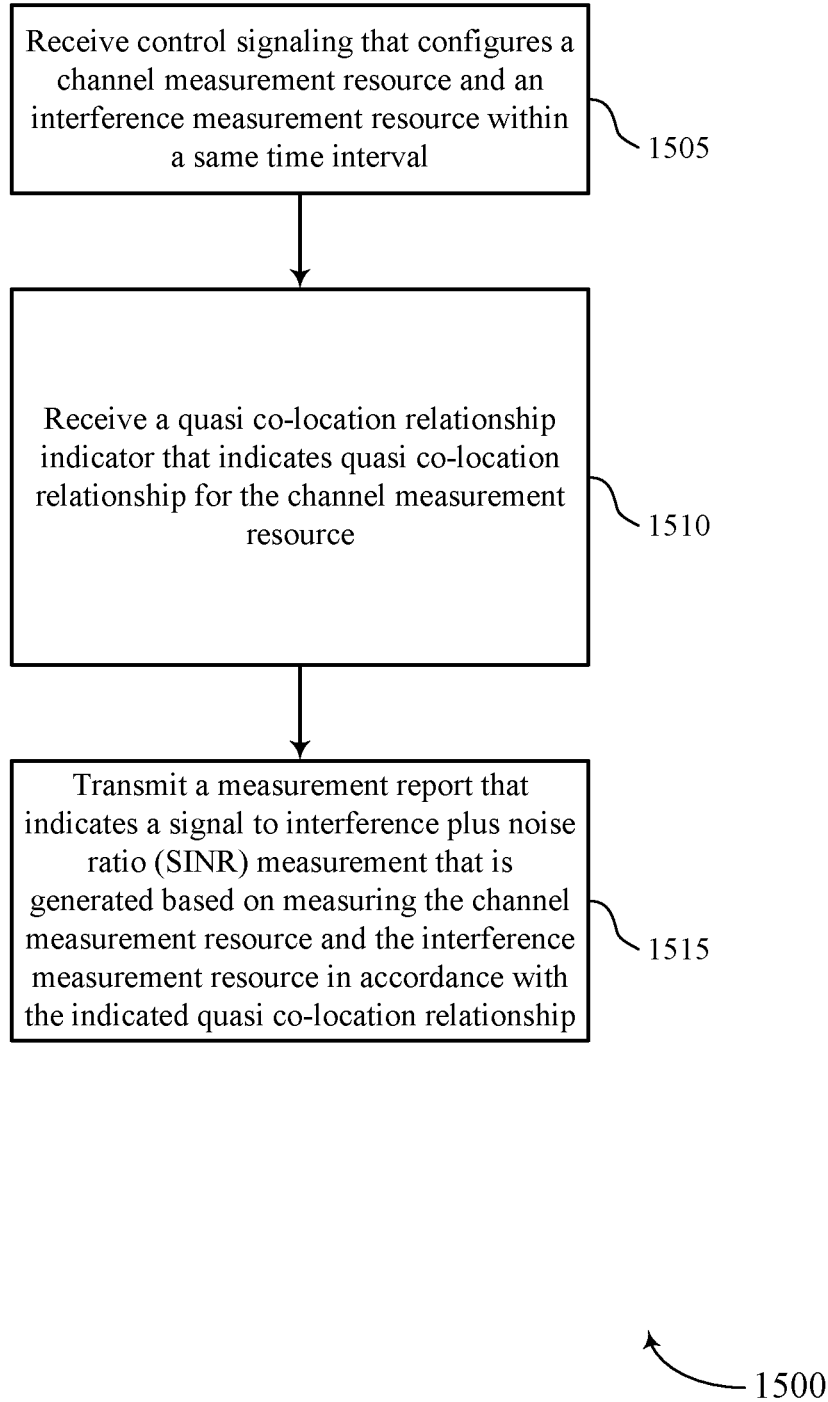 Receive control signaling that configures a
channel measurement resource and an
interference measurement resource within
a same time interval
1505
Receive a quasi co-location relationship
indicator that indicates quasi co-location
relationship for the channel measurement
resource
1510
Transmit a measurement report that
indicates a signal to interference plus noise
ratio (SINR) measurement that is
generated based on measuring the channel
measurement resource and the interference
measurement resource in accordance with
the indicated quasi co-location relationship
1515
1500